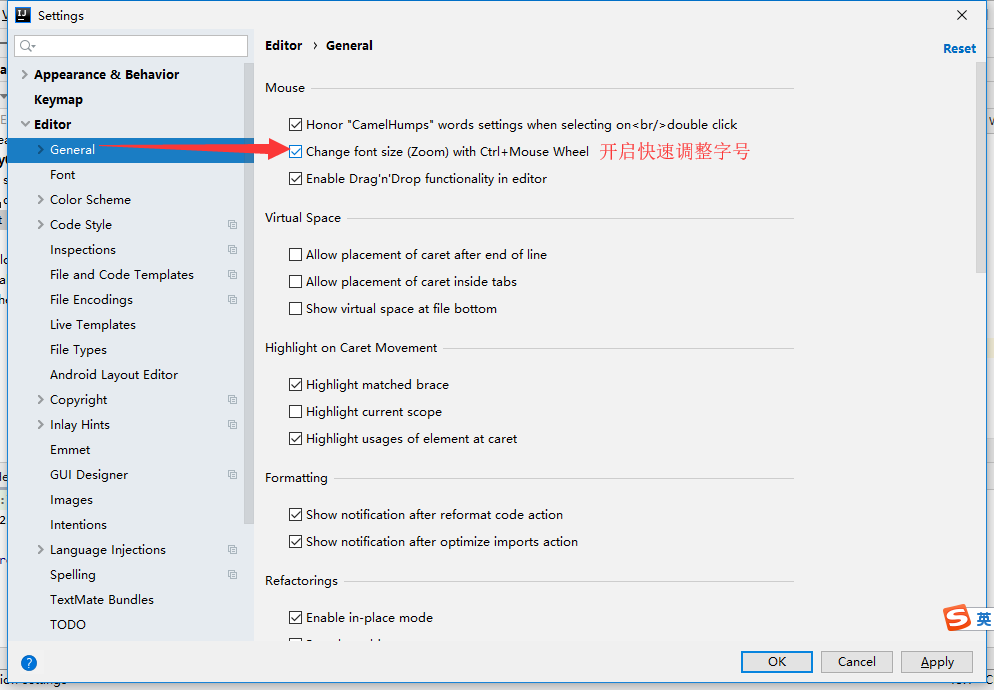 Settings
Editor › General
Reset
Appearance & Behavior
Keymap
Editor
General
Font
Color Scheme
Code Style
Inspections
File and Code Templates
File Encodings
Live Templates
File Types
Android Layout Editor
Copyright
Inlay Hints
Emmet
GUI Designer
Images
Intentions
Language Injections
Spelling
TextMate Bundles
TODO
Mouse
Honor "CamelHumps" words settings when selecting on<br/>double click
Change font size (Zoom) with Ctrl+Mouse Wheel 开启快速调整字号
Enable Drag'n'Drop functionality in editor
Virtual Space
Allow placement of caret after end of line
Allow placement of caret inside tabs
Show virtual space at file bottom
Highlight on Caret Movement
Highlight matched brace
Highlight current scope
Highlight usages of element at caret
Formatting
Show notification after reformat code action
Show notification after optimize imports action
Refactorings
Enable in-place mode
英
?
OK
Cancel
Apply